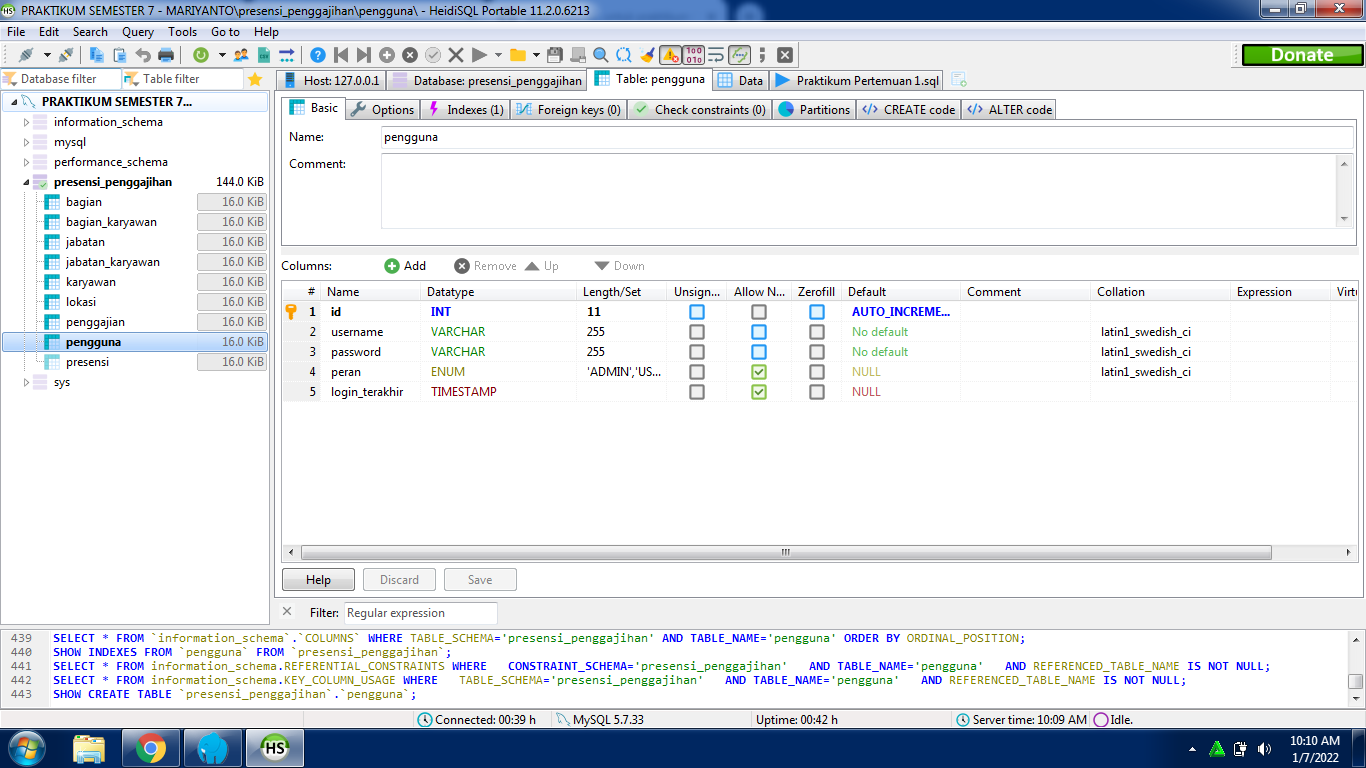 PRAKTIKUM SEMESTER 7 - MARIYANTO\presensi_penggajihan\pengguna\ - HeidiSQL Portable 11.2.0.6213
File Edit Search Query Tools Go to Help
Donate
Database filter Table filter
Host: 127.0.0.1 Database: presensi_penggajihan Table: pengguna Data Praktikum Pertemuan 1.sql
PRAKTIKUM SEMESTER 7...
information_schema
mysql
performance_schema
presensi_penggajihan 144.0 KiB
bagian 16.0 KiB
bagian_karyawan 16.0 KiB
jabatan 16.0 KiB
jabatan_karyawan 16.0 KiB
karyawan 16.0 KiB
lokasi 16.0 KiB
penggajian 16.0 KiB
pengguna 16.0 KiB
presensi 16.0 KiB
sys
Basic Options Indexes (1) Foreign keys (0) Check constraints (0) Partitions CREATE code ALTER code
Name: pengguna
Comment:
Columns: Add Remove Up Down
# Name Datatype Length/Set Unsign... Allow N... Zerofill Default Comment Collation Expression Virtu
1 id INT 11 AUTO_INCREME...
2 username VARCHAR 255 No default latin1_swedish_ci
3 password VARCHAR 255 No default latin1_swedish_ci
4 peran ENUM 'ADMIN','US... NULL latin1_swedish_ci
5 login_terakhir TIMESTAMP NULL
Help Discard Save
Filter: Regular expression
439 SELECT * FROM `information_schema`.`COLUMNS` WHERE TABLE_SCHEMA='presensi_penggajihan' AND TABLE_NAME='pengguna' ORDER BY ORDINAL_POSITION;
440 SHOW INDEXES FROM `pengguna` FROM `presensi_penggajihan`;
441 SELECT * FROM information_schema.REFERENTIAL_CONSTRAINTS WHERE CONSTRAINT_SCHEMA='presensi_penggajihan' AND TABLE_NAME='pengguna' AND REFERENCED_TABLE_NAME IS NOT NULL;
442 SELECT * FROM information_schema.KEY_COLUMN_USAGE WHERE TABLE_SCHEMA='presensi_penggajihan' AND TABLE_NAME='pengguna' AND REFERENCED_TABLE_NAME IS NOT NULL;
443 SHOW CREATE TABLE `presensi_penggajihan`.`pengguna`;
Connected: 00:39 h MySQL 5.7.33 Uptime: 00:42 h Server time: 10:09 AM Idle.
HS
10:10 AM
1/7/2022